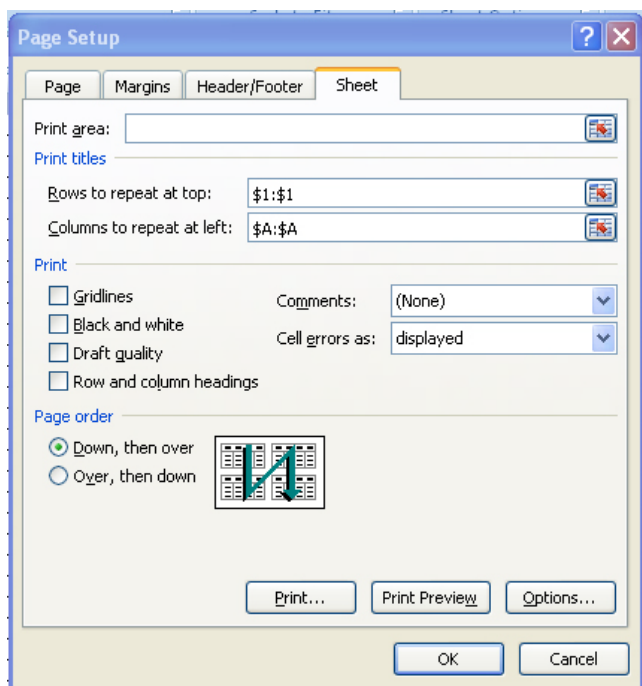 Page Setup
Page Margins Header/Footer Sheet
Print area:
Print titles
Rows to repeat at top: $1:$1
Columns to repeat at left: $A:$A
Print
Gridlines Comments: (None)
Black and white Cell errors as: displayed
Draft quality
Row and column headings
Page order
Down, then over
Over, then down
Print... Print Preview Options...
OK Cancel